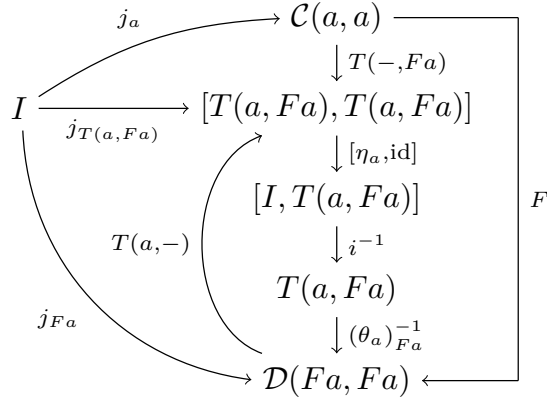 j_a
𝒞(a, a)
T(−,Fa)
I
j_{T(a,Fa)}
[T(a, Fa), T(a, Fa)]
[η_a,id]
[I, T(a, Fa)]
F
T(a,−)
i^{-1}
T(a, Fa)
j_{Fa}
(θ_a)^{-1}_{Fa}
𝒟(Fa, Fa)